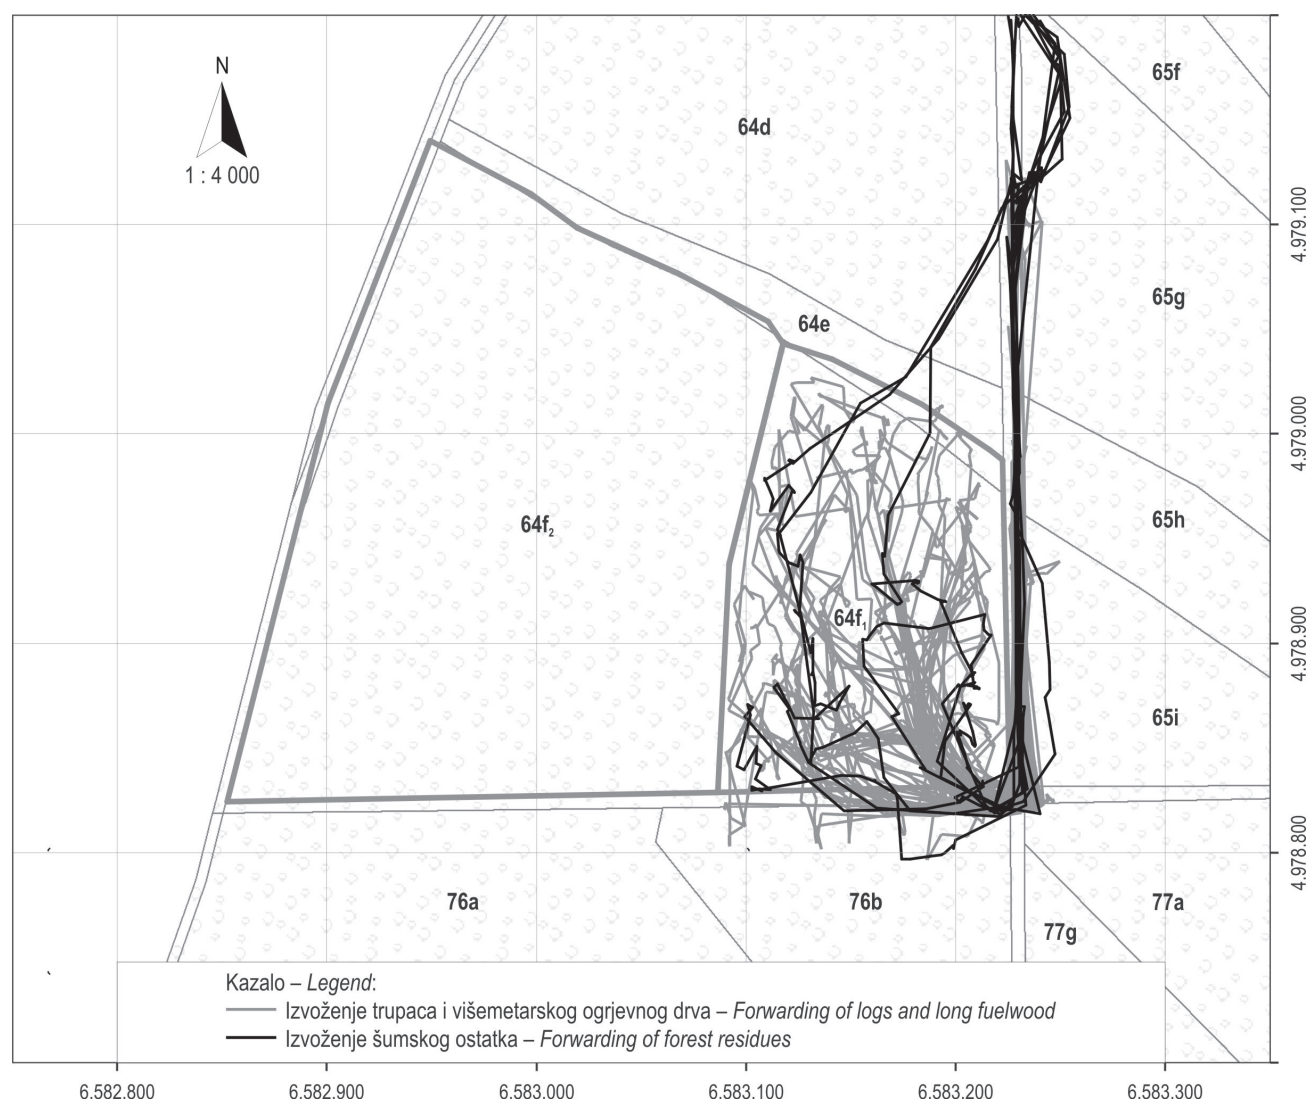 65f
N
64d
1 : 4 000
4.979.100
65g
64e
4.979.000
65h
64f2
64f1
4.978.900
65i
4.978.800
76a
76b
77a
77g
Kazalo – Legend:
Izvoženje trupaca i višemetarskog ogrjevnog drva – Forwarding of logs and long fuelwood
Izvoženje šumskog ostatka – Forwarding of forest residues
6.582.800
6.582.900
6.583.000
6.583.100
6.583.200
6.583.300